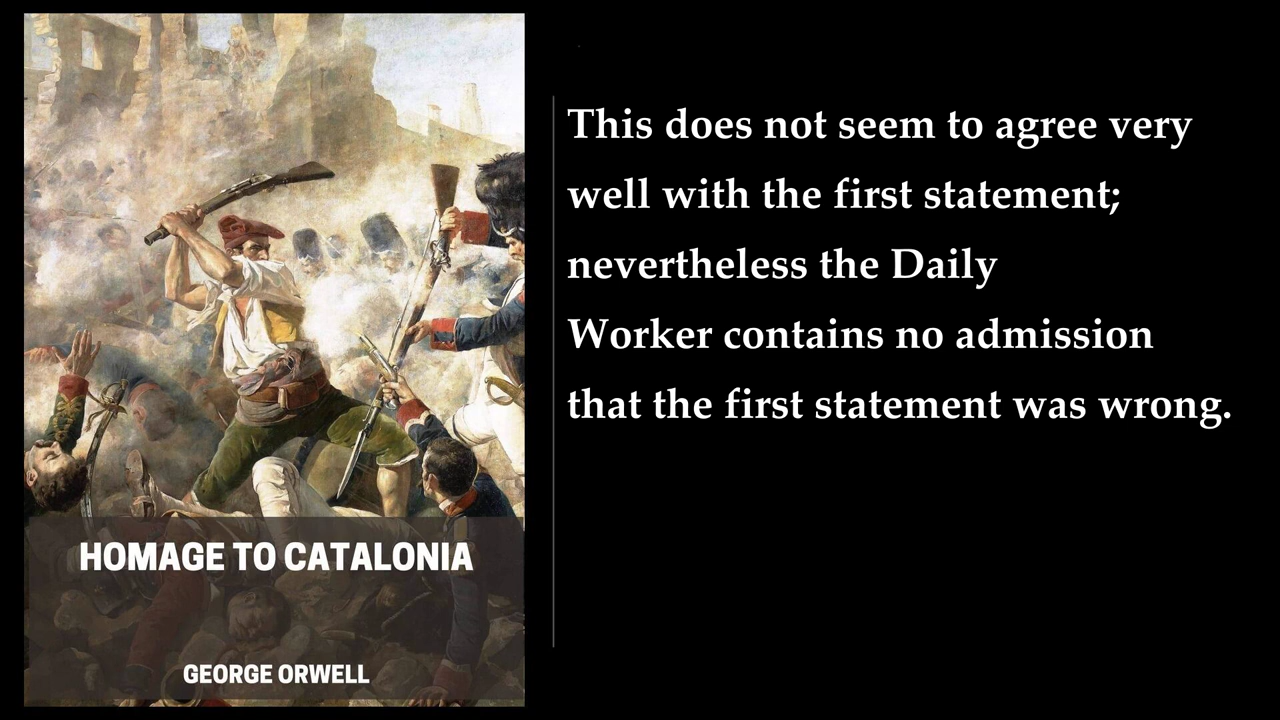 HOMAGE TO CATALONIA
GEORGE ORWELL
This does not seem to agree very
well with the first statement;
nevertheless the Daily
Worker contains no admission
that the first statement was wrong.